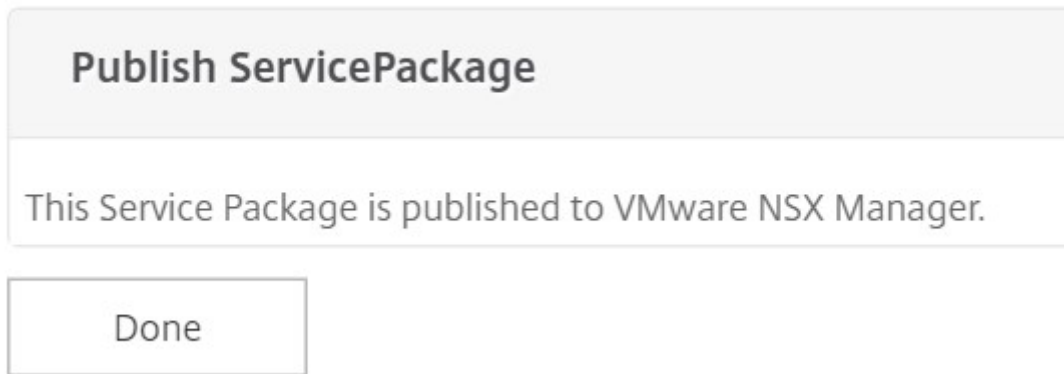 Publish ServicePackage
This Service Package is published to VMware NSX Manager.
Done